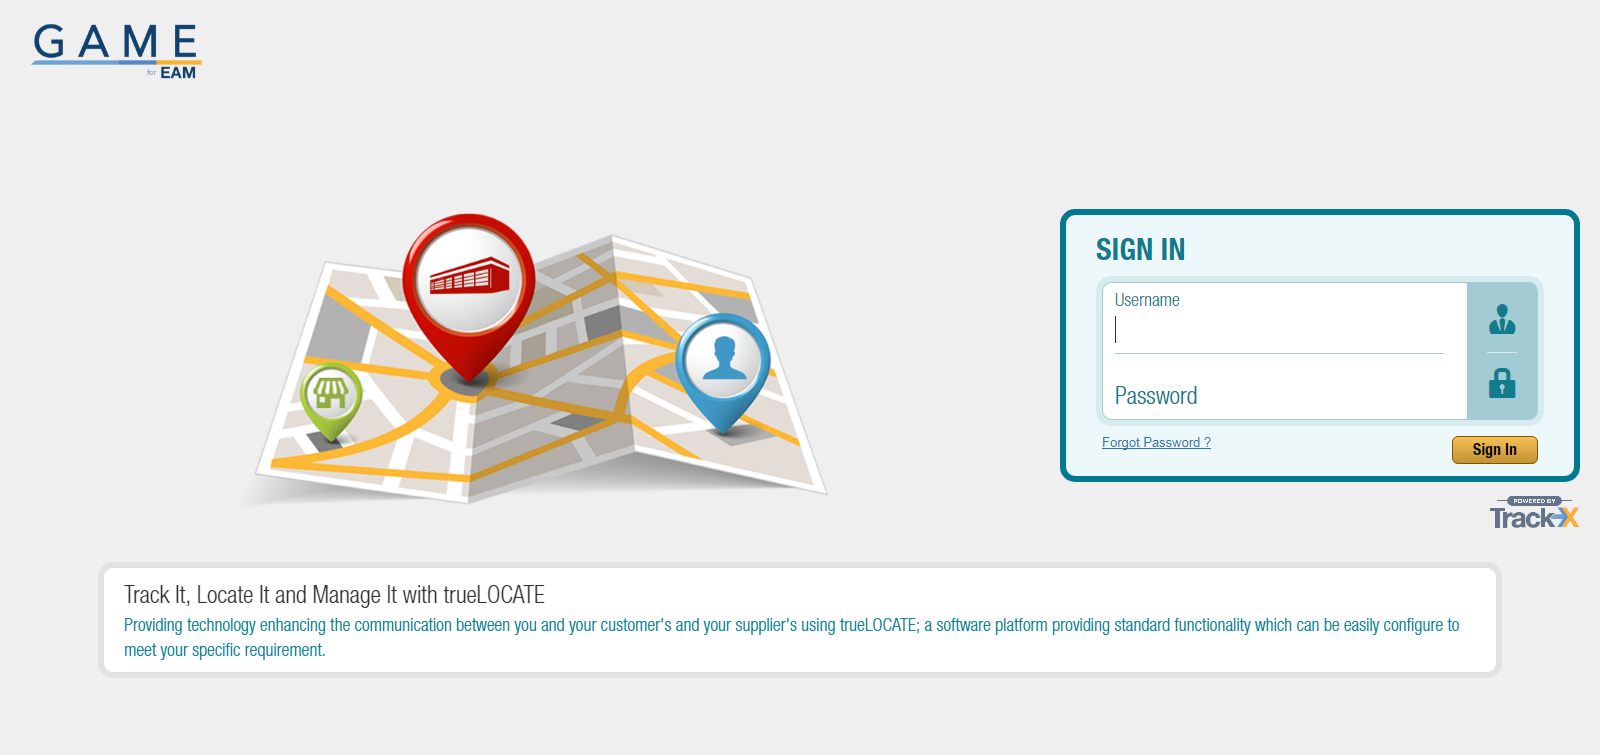 GAME
for EAM
SIGN IN
Username
Password
Forgot Password ?
Sign In
POWERED BY
Track-X
Track It, Locate It and Manage It with trueLOCATE
Providing technology enhancing the communication between you and your customer's and your supplier's using trueLOCATE; a software platform providing standard functionality which can be easily configure to
meet your specific requirement.